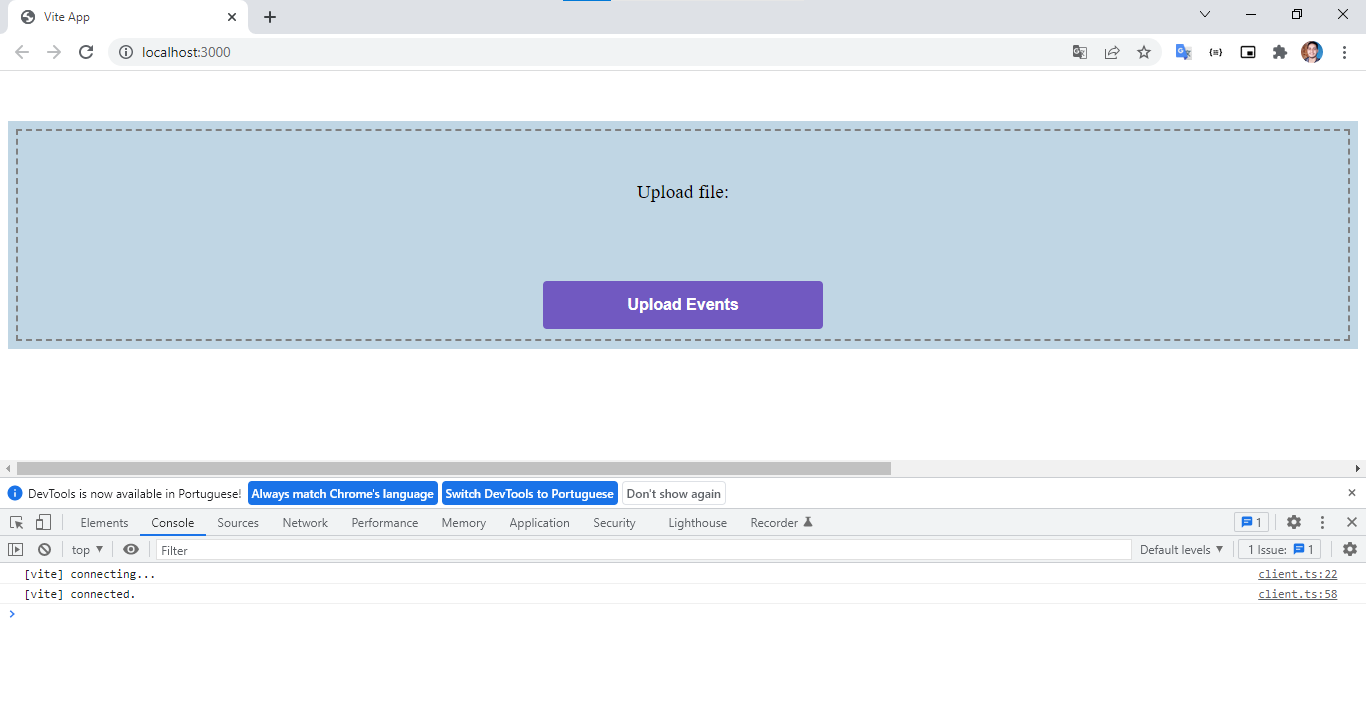 Vite App
localhost:3000
Upload file:
Upload Events
DevTools is now available in Portuguese! Always match Chrome's language Switch DevTools to Portuguese Don't show again
Elements Console Sources Network Performance Memory Application Security Lighthouse Recorder 1
top Filter Default levels 1 Issue: 1
[vite] connecting... client.ts:22
[vite] connected. client.ts:58